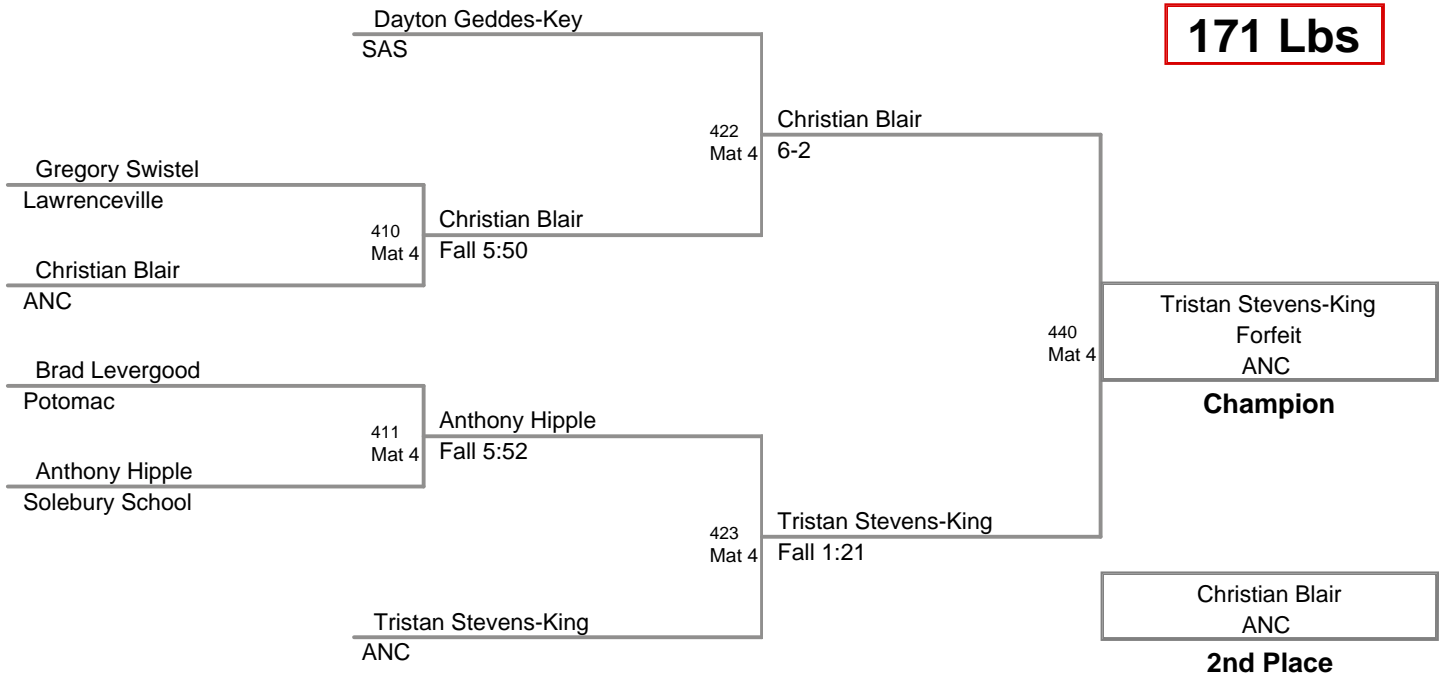 Dayton Geddes-Key
SAS
171 Lbs
422
Mat 4
Christian Blair
6-2
Gregory Swistel
Lawrenceville
410
Mat 4
Christian Blair
Fall 5:50
Christian Blair
ANC
Tristan Stevens-King
Forfeit
ANC
Champion
440
Mat 4
Brad Levergood
Potomac
411
Mat 4
Anthony Hipple
Fall 5:52
Anthony Hipple
Solebury School
423
Mat 4
Tristan Stevens-King
Fall 1:21
Tristan Stevens-King
ANC
Christian Blair
ANC
2nd Place